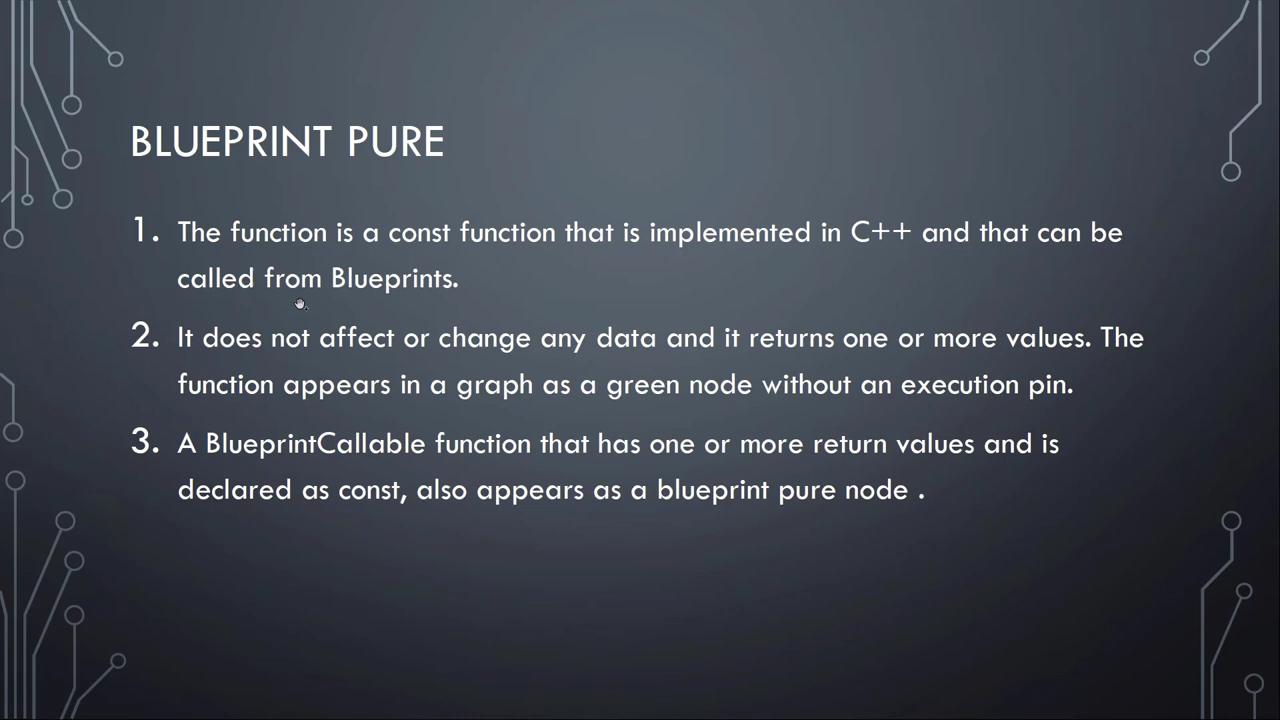 BLUEPRINT PURE
1. The function is a const function that is implemented in C++ and that can be
called from Blueprints.
2. It does not affect or change any data and it returns one or more values. The
function appears in a graph as a green node without an execution pin.
3. A BlueprintCallable function that has one or more return values and is
declared as const, also appears as a blueprint pure node .